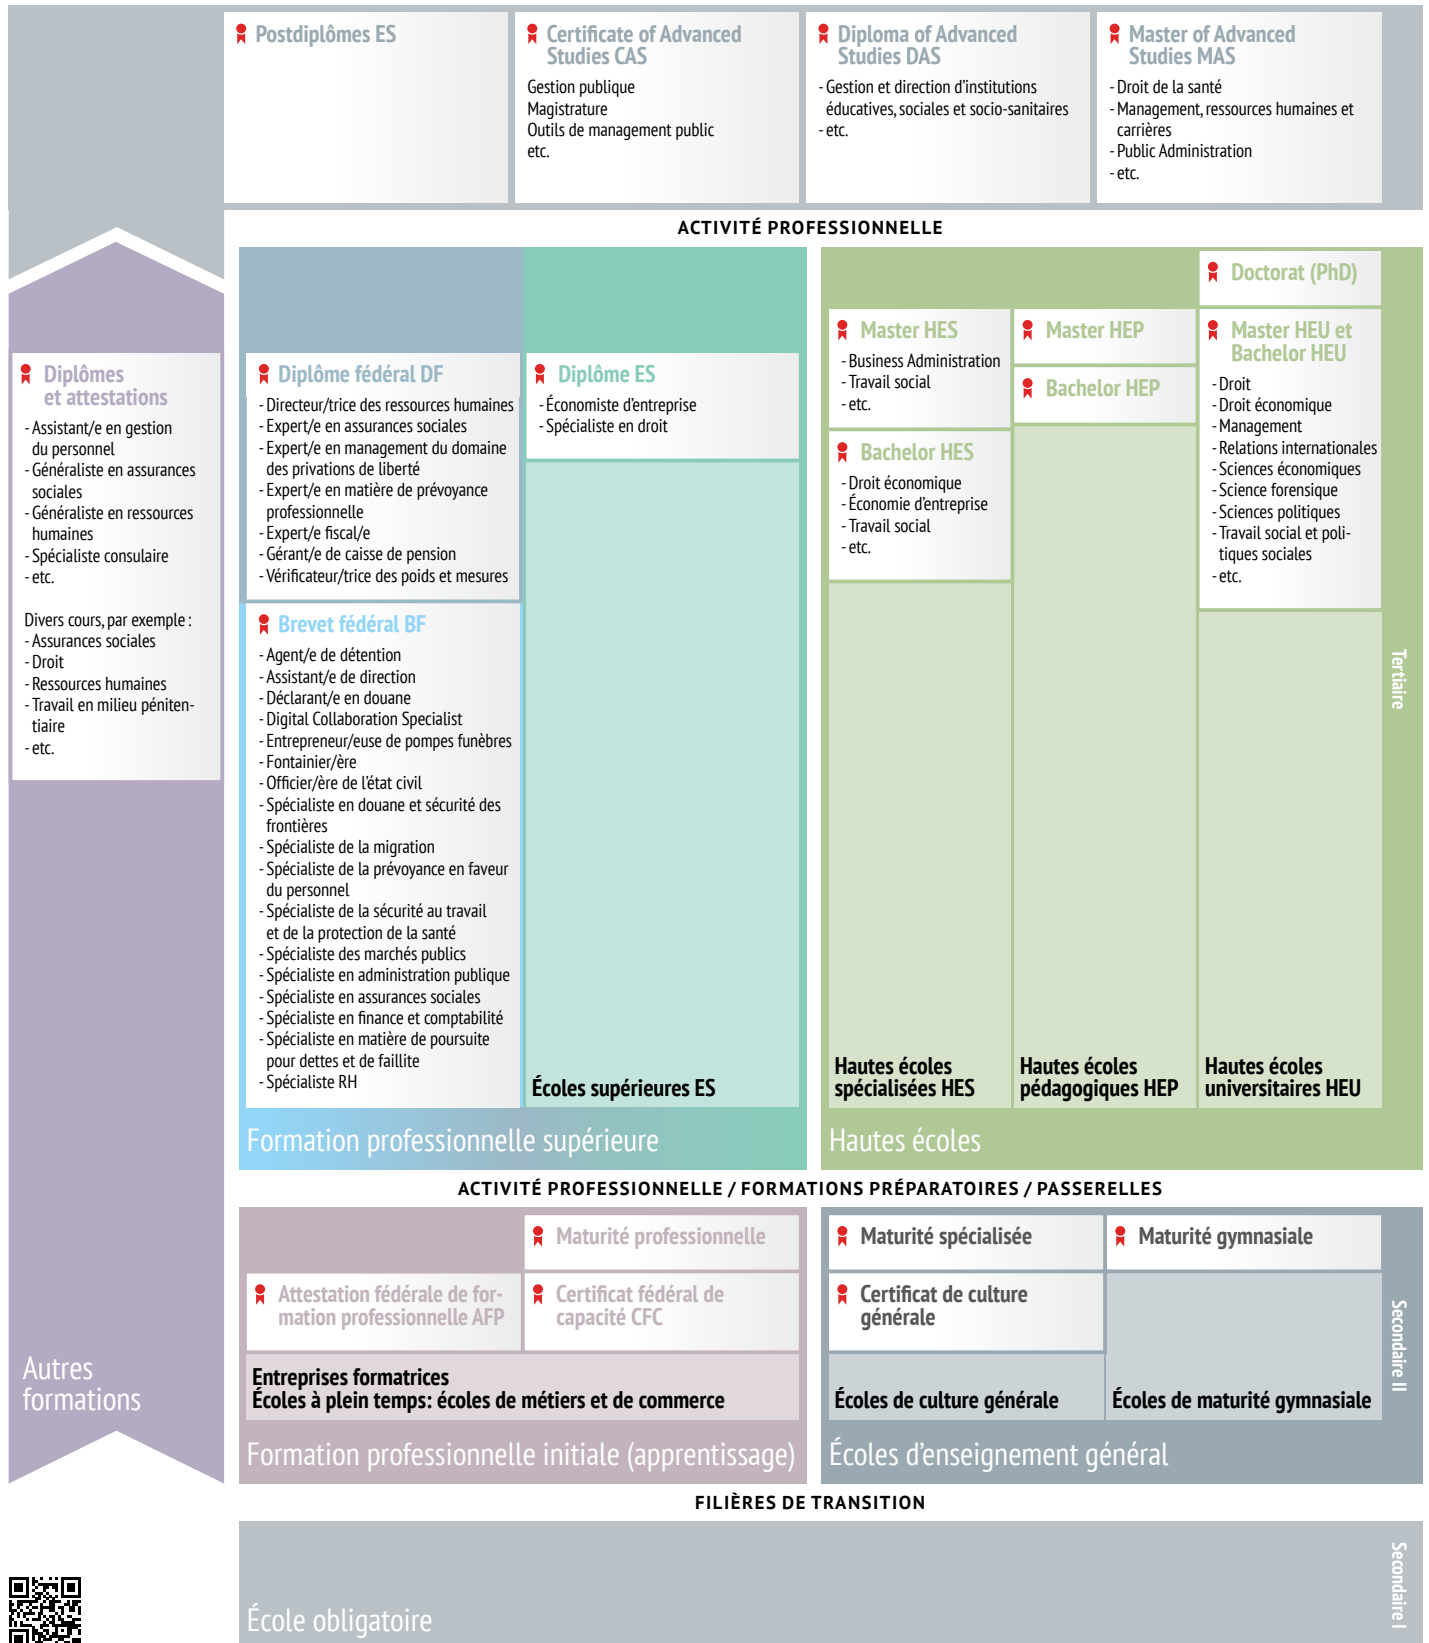 Postdiplômes ES
Certificate of Advanced
Studies CAS
Gestion publique
Magistrature
Outils de management public
etc.
Diploma of Advanced
Studies DAS
- Gestion et direction d’institutions
éducatives, sociales et socio-sanitaires
- etc.
Master of Advanced
Studies MAS
- Droit de la santé
- Management, ressources humaines et
carrières
- Public Administration
- etc.
ACTIVITÉ PROFESSIONNELLE
Diplômes
et attestations
- Assistant/e en gestion
du personnel
- Généraliste en assurances
sociales
- Généraliste en ressources
humaines
- Spécialiste consulaire
- etc.
Divers cours, par exemple :
- Assurances sociales
- Droit
- Ressources humaines
- Travail en milieu péniten-
tiaire
- etc.
Autres
formations
Diplôme fédéral DF
- Directeur/trice des ressources humaines
- Expert/e en assurances sociales
- Expert/e en management du domaine
des privations de liberté
- Expert/e en matière de prévoyance
professionnelle
- Expert/e fiscal/e
- Gérant/e de caisse de pension
- Vérificateur/trice des poids et mesures
Brevet fédéral BF
- Agent/e de détention
- Assistant/e de direction
- Déclarant/e en douane
- Digital Collaboration Specialist
- Entrepreneur/euse de pompes funèbres
- Fontainier/ère
- Officier/ère de l’état civil
- Spécialiste en douane et sécurité des
frontières
- Spécialiste de la migration
- Spécialiste de la prévoyance en faveur
du personnel
- Spécialiste de la sécurité au travail
et de la protection de la santé
- Spécialiste des marchés publics
- Spécialiste en administration publique
- Spécialiste en assurances sociales
- Spécialiste en finance et comptabilité
- Spécialiste en matière de poursuite
pour dettes et de faillite
- Spécialiste RH
Diplôme ES
- Économiste d’entreprise
- Spécialiste en droit
Écoles supérieures ES
Formation professionnelle supérieure
Master HES
- Business Administration
- Travail social
- etc.
Bachelor HES
- Droit économique
- Économie d’entreprise
- Travail social
- etc.
Hautes écoles
spécialisées HES
Master HEP
Bachelor HEP
Hautes écoles
pédagogiques HEP
Doctorat (PhD)
Master HEU et
Bachelor HEU
- Droit
- Droit économique
- Management
- Relations internationales
- Sciences économiques
- Science forensique
- Sciences politiques
- Travail social et poli-
tiques sociales
- etc.
Hautes écoles
universitaires HEU
Hautes écoles
Tertiaire
ACTIVITÉ PROFESSIONNELLE / FORMATIONS PRÉPARATOIRES / PASSERELLES
Maturité professionnelle
Attestation fédérale de for-
mation professionnelle AFP
Certificat fédéral de
capacité CFC
Entreprises formatrices
Écoles à plein temps: écoles de métiers et de commerce
Formation professionnelle initiale (apprentissage)
Maturité spécialisée
Certificat de culture
générale
Écoles de culture générale
Maturité gymnasiale
Écoles de maturité gymnasiale
Écoles d’enseignement général
Secondaire II
FILIÈRES DE TRANSITION
École obligatoire
Secondaire I